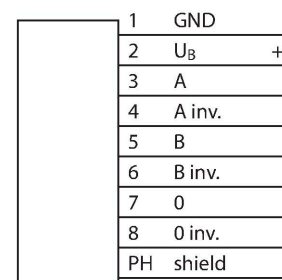 1 GND
2 U_B +
3 A
4 A inv.
5 B
6 B inv.
7 0
8 0 inv.
PH shield